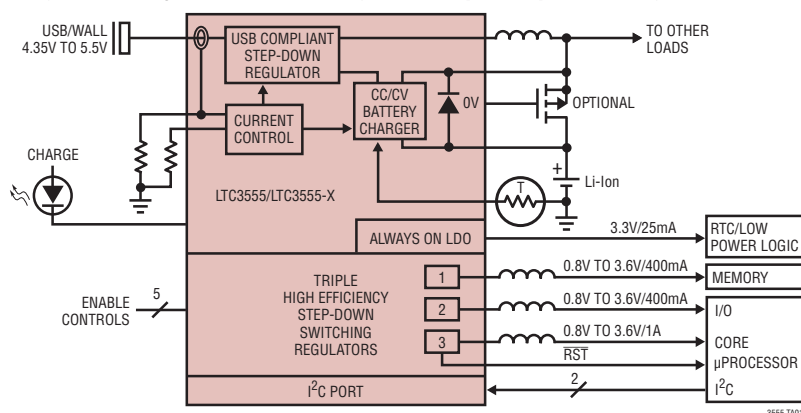 USB/WALL
4.35V TO 5.5V
USB COMPLIANT
STEP-DOWN
REGULATOR
TO OTHER
LOADS
CC/CV
BATTERY
CHARGER
0V
OPTIONAL
CURRENT
CONTROL
CHARGE
LTC3555/LTC3555-X
T
+
Li-Ion
ALWAYS ON LDO
3.3V/25mA
RTC/LOW
POWER LOGIC
ENABLE
CONTROLS
5
TRIPLE
HIGH EFFICIENCY
STEP-DOWN
SWITCHING
REGULATORS
1
0.8V TO 3.6V/400mA
MEMORY
2
0.8V TO 3.6V/400mA
I/O
3
0.8V TO 3.6V/1A
CORE
RST
µPROCESSOR
I2C PORT
2
I2C
3555 TA01